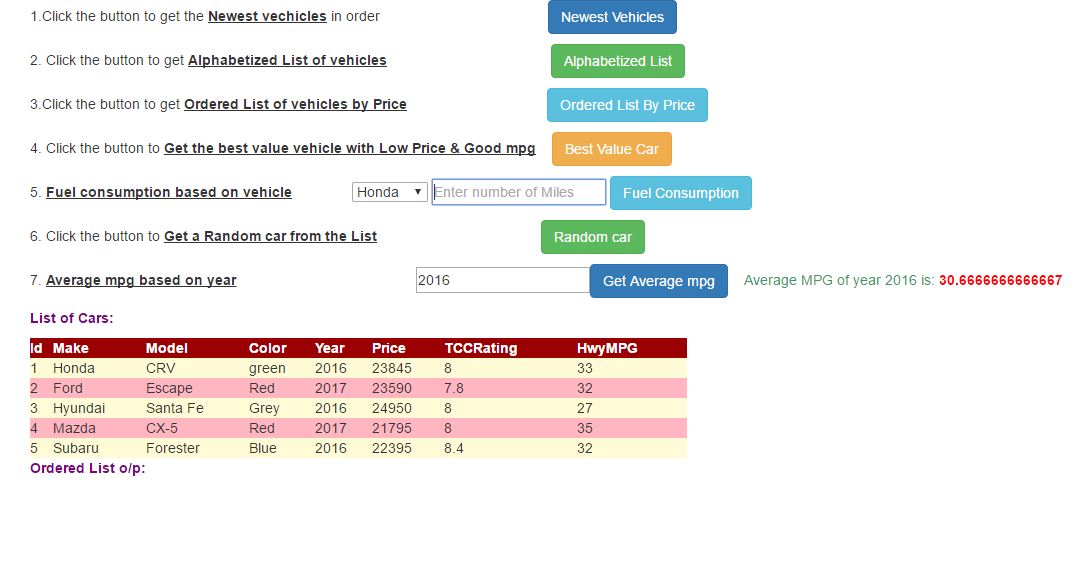 1.Click the button to get the Newest vechicles in order Newest Vehicles
2. Click the button to get Alphabetized List of vehicles Alphabetized List
3.Click the button to get Ordered List of vehicles by Price Ordered List By Price
4. Click the button to Get the best value vehicle with Low Price & Good mpg Best Value Car
5. Fuel consumption based on vehicle Honda Enter number of Miles Fuel Consumption
6. Click the button to Get a Random car from the List Random car
7. Average mpg based on year 2016 Get Average mpg Average MPG of year 2016 is: 30.6666666666667
List of Cars:
Id Make Model Color Year Price TCCRating HwyMPG
1 Honda CRV green 2016 23845 8 33
2 Ford Escape Red 2017 23590 7.8 32
3 Hyundai Santa Fe Grey 2016 24950 8 27
4 Mazda CX-5 Red 2017 21795 8 35
5 Subaru Forester Blue 2016 22395 8.4 32
Ordered List o/p: